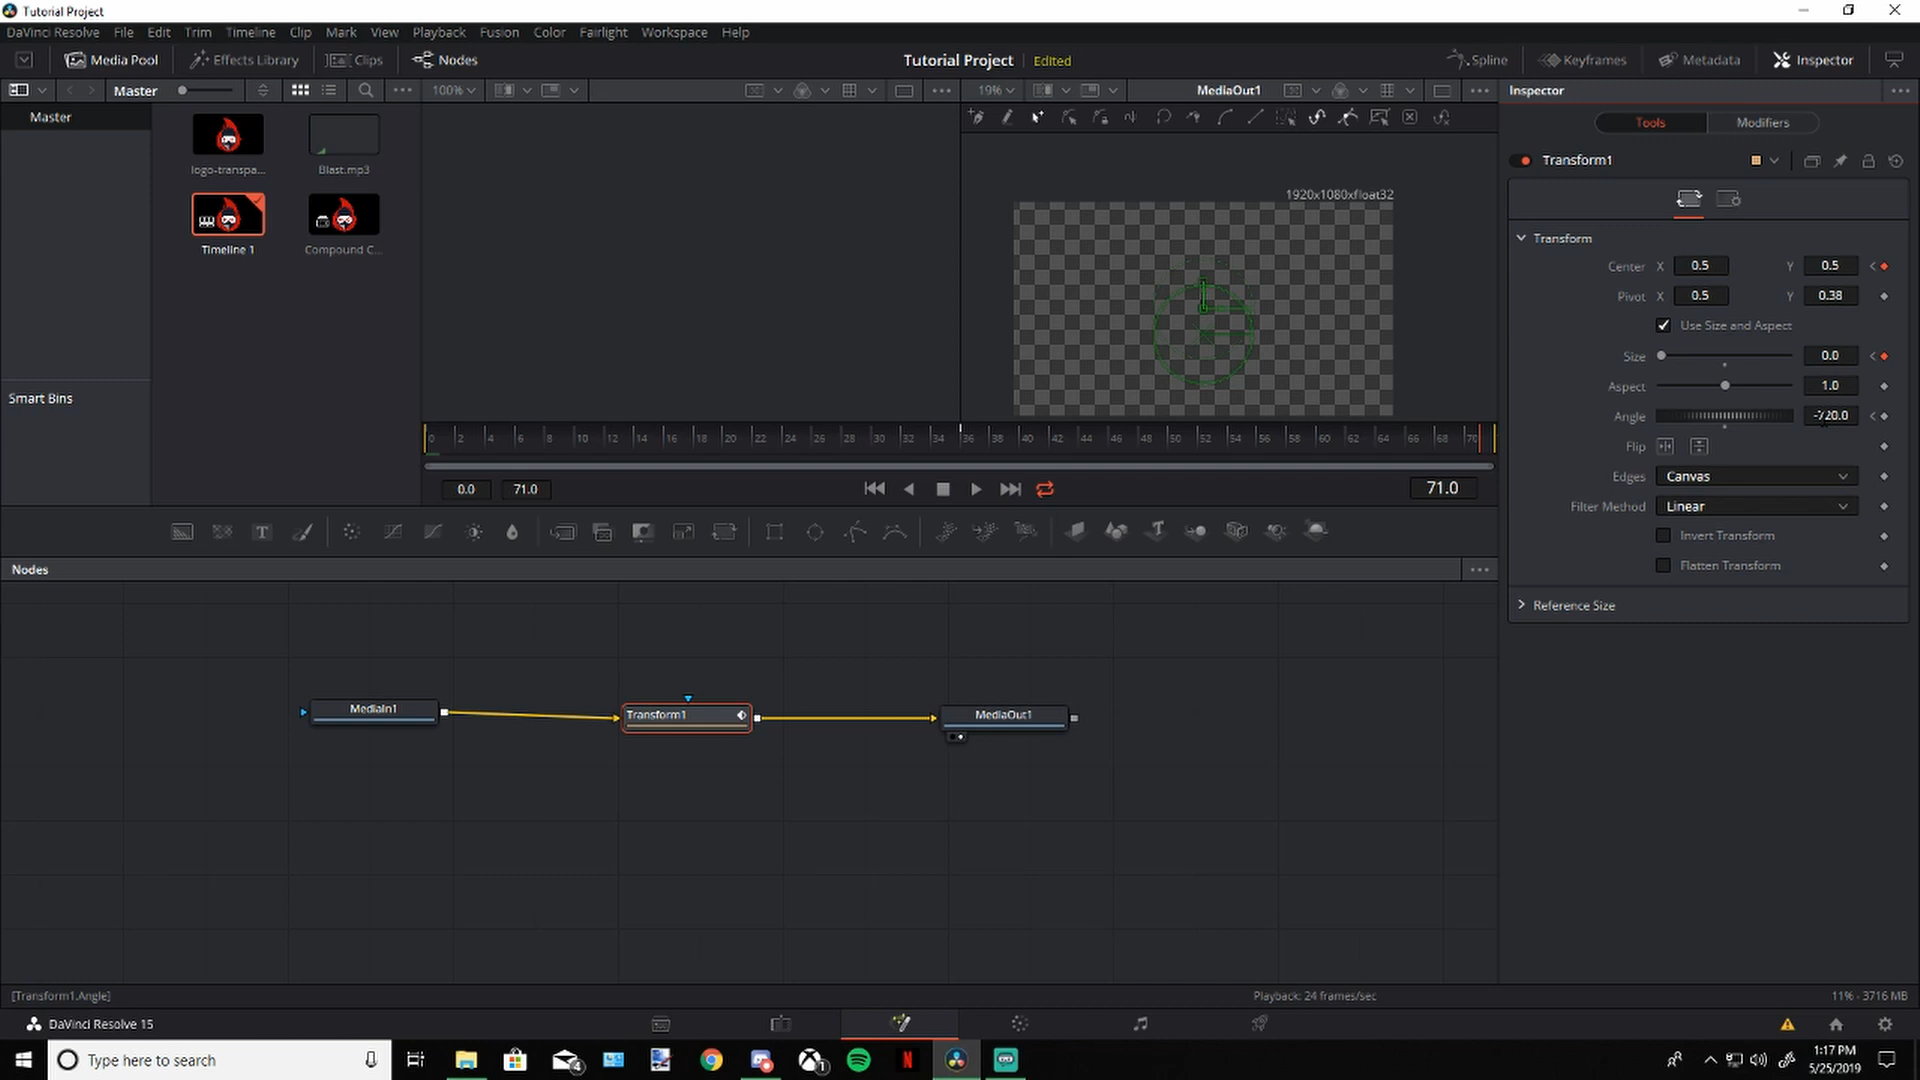 Tutorial Project
DaVinci Resolve File Edit Trim Timeline Clip Mark View Playback Fusion Color Fairlight Workspace Help
Media Pool Effects Library Clips Nodes Tutorial Project Edited Spline Keyframes Metadata Inspector
Master 100% 19% MediaOut1 Inspector
Master
Tools Modifiers
logo-transpa... Blast.mp3
Transform1
1920x1080xfloat32
Timeline 1 Compound C...
Transform
Center X 0.5 Y 0.5
Pivot X 0.5 Y 0.38
Use Size and Aspect
Size 0.0
Aspect 1.0
Smart Bins
Angle -720.0
0 2 4 6 8 10 12 14 16 18 20 22 24 26 28 30 32 34 36 38 40 42 44 46 48 50 52 54 56 58 60 62 64 66 68 70
Flip
Edges Canvas
0.0 71.0 71.0
Filter Method Linear
Invert Transform
Flatten Transform
Nodes
Reference Size
MediaIn1 Transform1 MediaOut1
[Transform1.Angle] Playback: 24 frames/sec 11% - 3716 MB
DaVinci Resolve 15
Type here to search
4
1
1:17 PM
5/25/2019